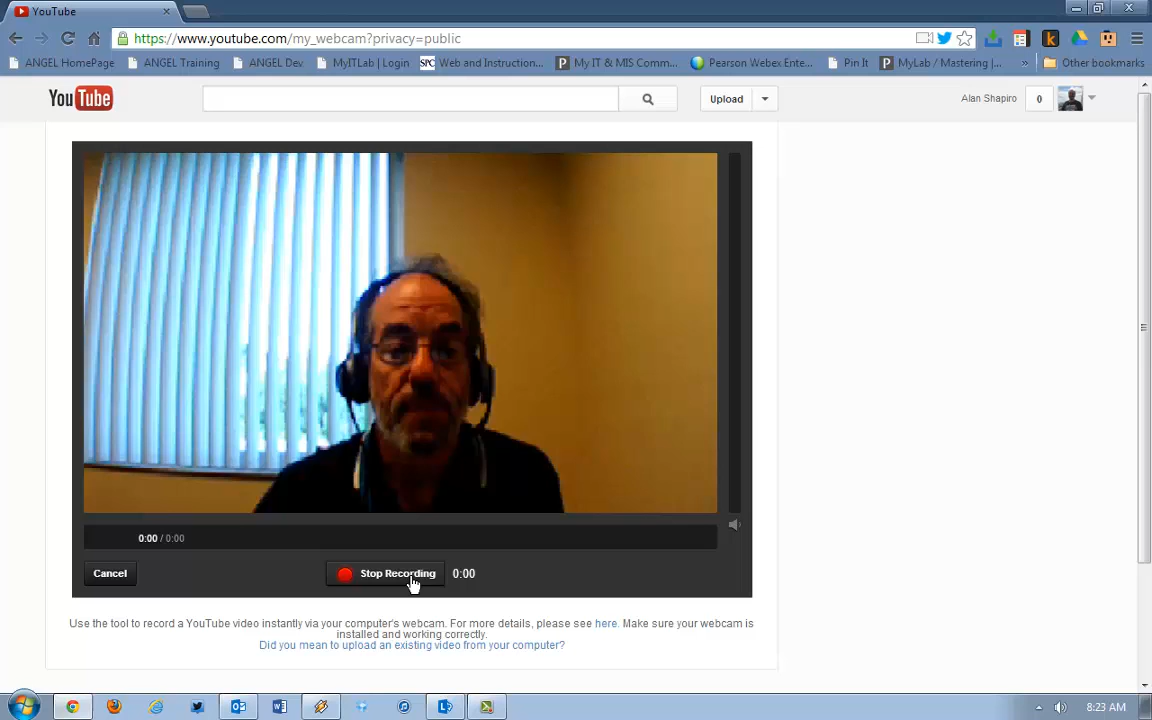 YouTube
https://www.youtube.com/my_webcam?privacy=public
ANGEL HomePage
ANGEL Training
ANGEL Dev
MyITLab | Login
SPC Web and Instruction...
P My IT & MIS Comm...
Pearson Webex Ente...
Pin It
P MyLab / Mastering |...
»
Other bookmarks
YouTube
Upload
Alan Shapiro
0
0:00 / 0:00
Cancel
Stop Recording
0:00
Use the tool to record a YouTube video instantly via your computer's webcam. For more details, please see here. Make sure your webcam is
installed and working correctly.
Did you mean to upload an existing video from your computer?
8:23 AM